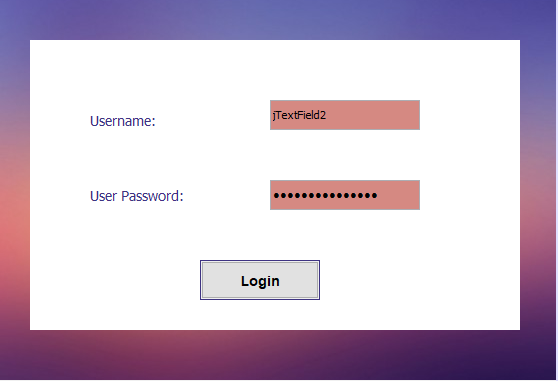 Username:
jTextField2
User Password:
•••••••••••••••
Login